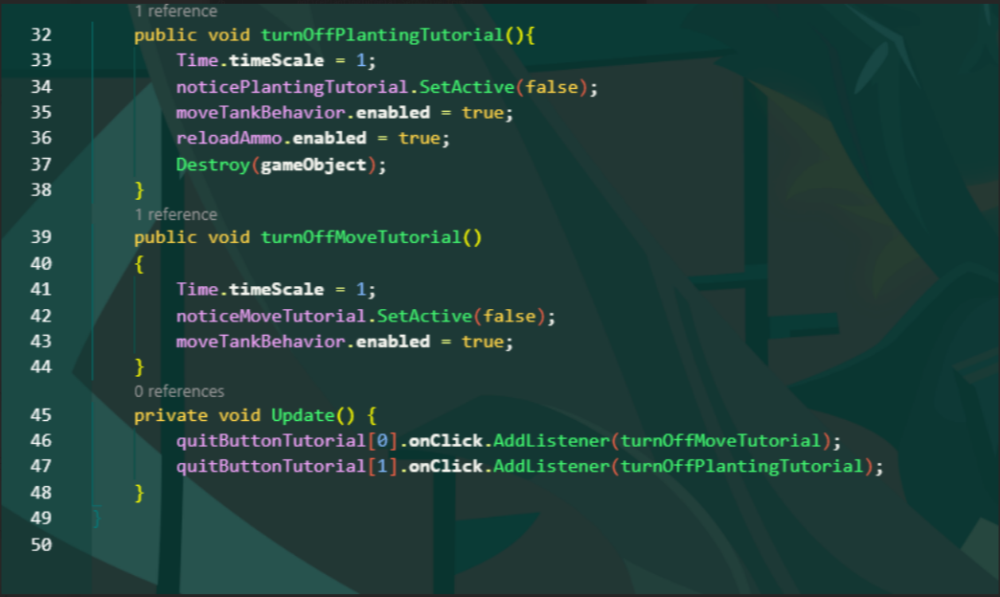 1 reference
32 public void turnOffPlantingTutorial(){
33 Time.timeScale = 1;
34 noticePlantingTutorial.SetActive(false);
35 moveTankBehavior.enabled = true;
36 reloadAmmo.enabled = true;
37 Destroy(gameObject);
38 }
1 reference
39 public void turnOffMoveTutorial()
40 {
41 Time.timeScale = 1;
42 noticeMoveTutorial.SetActive(false);
43 moveTankBehavior.enabled = true;
44 }
0 references
45 private void Update() {
46 quitButtonTutorial[0].onClick.AddListener(turnOffMoveTutorial);
47 quitButtonTutorial[1].onClick.AddListener(turnOffPlantingTutorial);
48 }
49 }
50